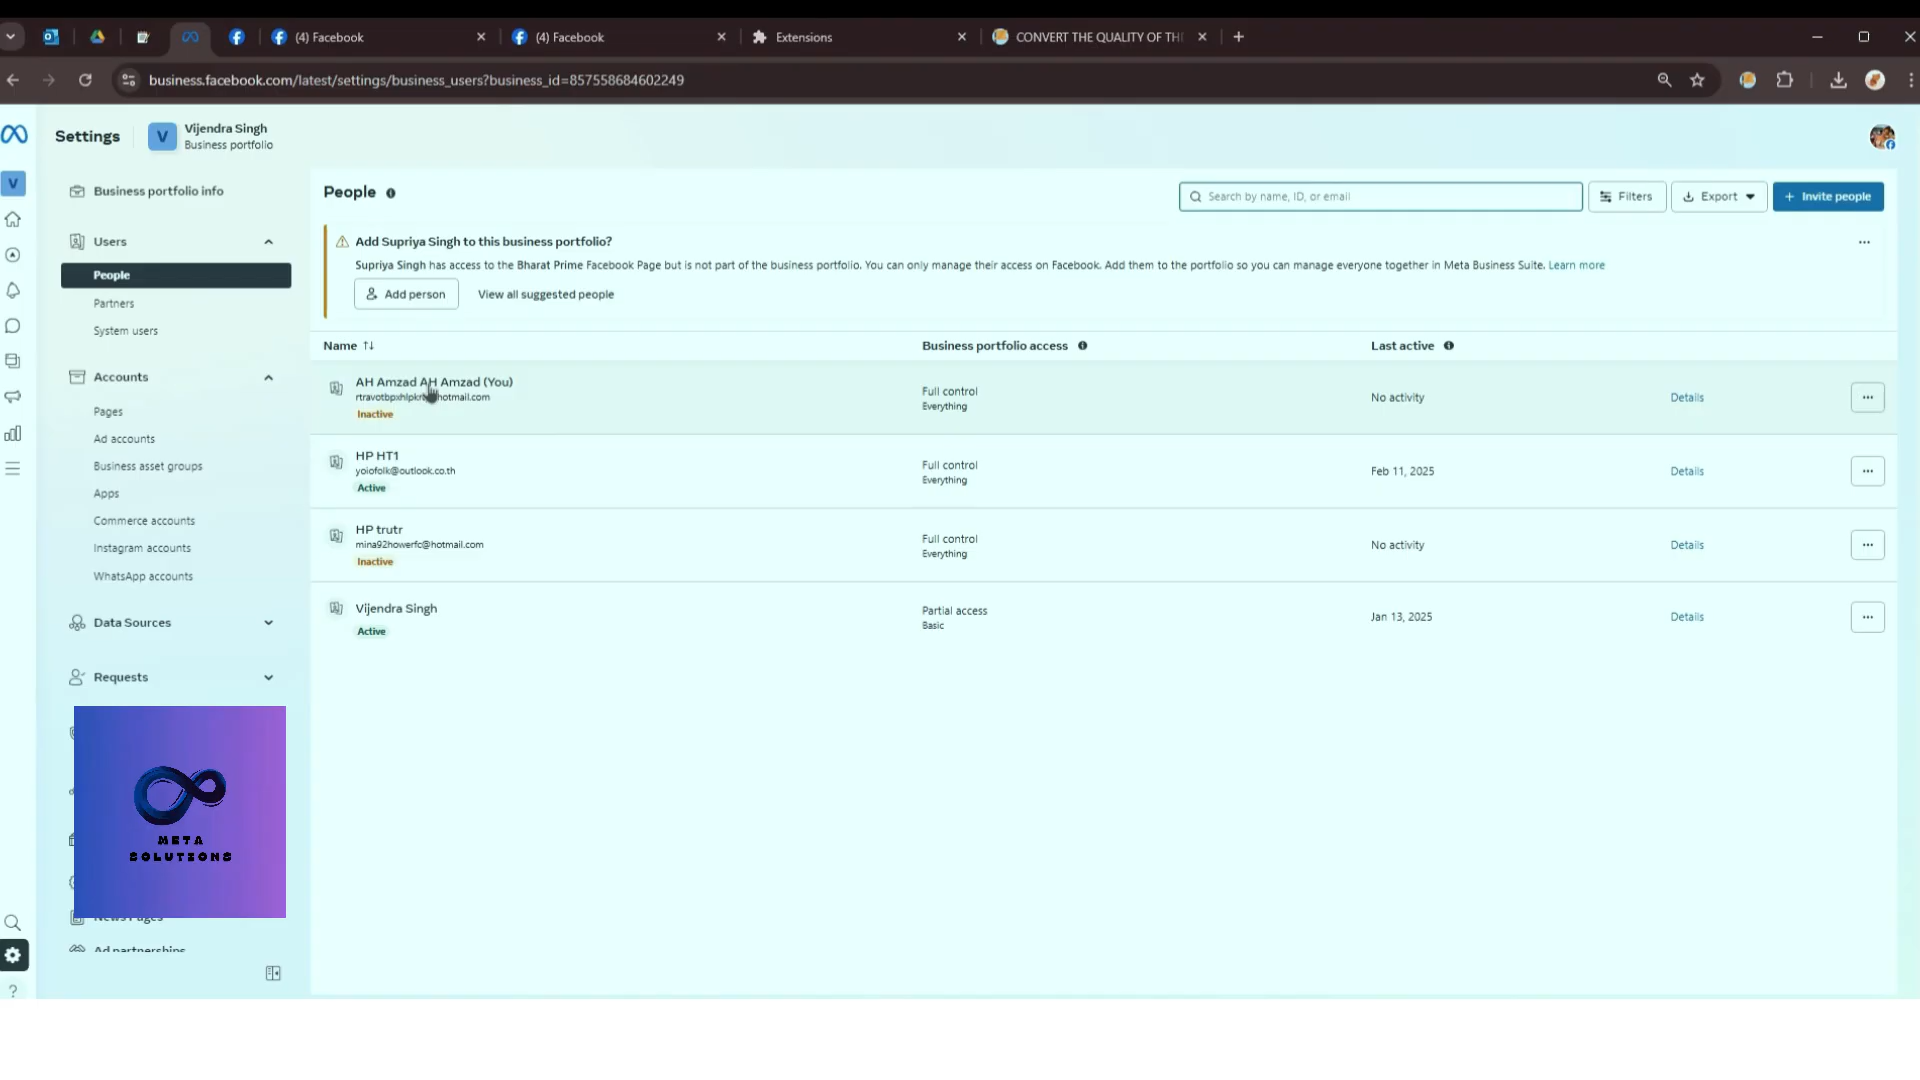 (4) Facebook
(4) Facebook
Extensions
CONVERT THE QUALITY OF TH
business.facebook.com/latest/settings/business_users?business_id=857558684602249
Settings
V
Vijendra Singh
Business portfolio
V
Business portfolio info
Users
People
Partners
System users
Accounts
Pages
Ad accounts
Business asset groups
Apps
Commerce accounts
Instagram accounts
WhatsApp accounts
Data Sources
Requests
META
SOLUTIONS
News Pages
Ad partnerships
People
Search by name, ID, or email
Filters
Export
+ Invite people
Add Supriya Singh to this business portfolio?
Supriya Singh has access to the Bharat Prime Facebook Page but is not part of the business portfolio. You can only manage their access on Facebook. Add them to the portfolio so you can manage everyone together in Meta Business Suite. Learn more
Add person
View all suggested people
Name
Business portfolio access
Last active
AH Amzad AH Amzad (You)
hotmail.com
Inactive
Full control
Everything
No activity
Details
HP HT1
yoiofolk@outlook.co.th
Active
Full control
Everything
Feb 11, 2025
Details
HP trutr
mina92howerfc@hotmail.com
Inactive
Full control
Everything
No activity
Details
Vijendra Singh
Active
Partial access
Basic
Jan 13, 2025
Details